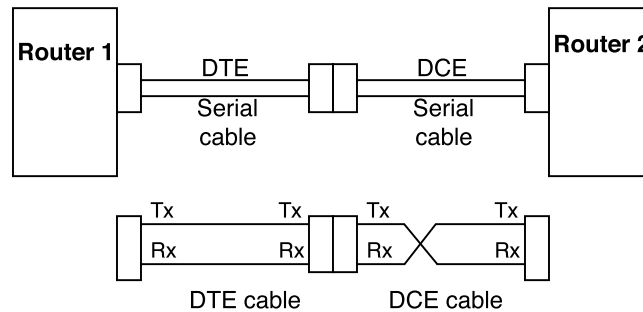 Router 1
DTE
DCE
Router 2
Serial
cable
Serial
cable
Tx
Tx
Tx
Tx
Rx
Rx
Rx
Rx
DTE cable
DCE cable